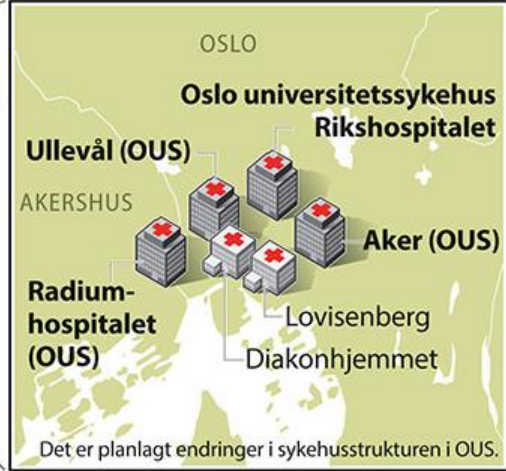 OSLO
Oslo universitetssykehus
Rikshospitalet
Ullevål (OUS)
AKERSHUS
Aker (OUS)
Radium-
hospitalet
(OUS)
Lovisenberg
Diakonhjemmet
Det er planlagt endringer i sykehusstrukturen i OUS.